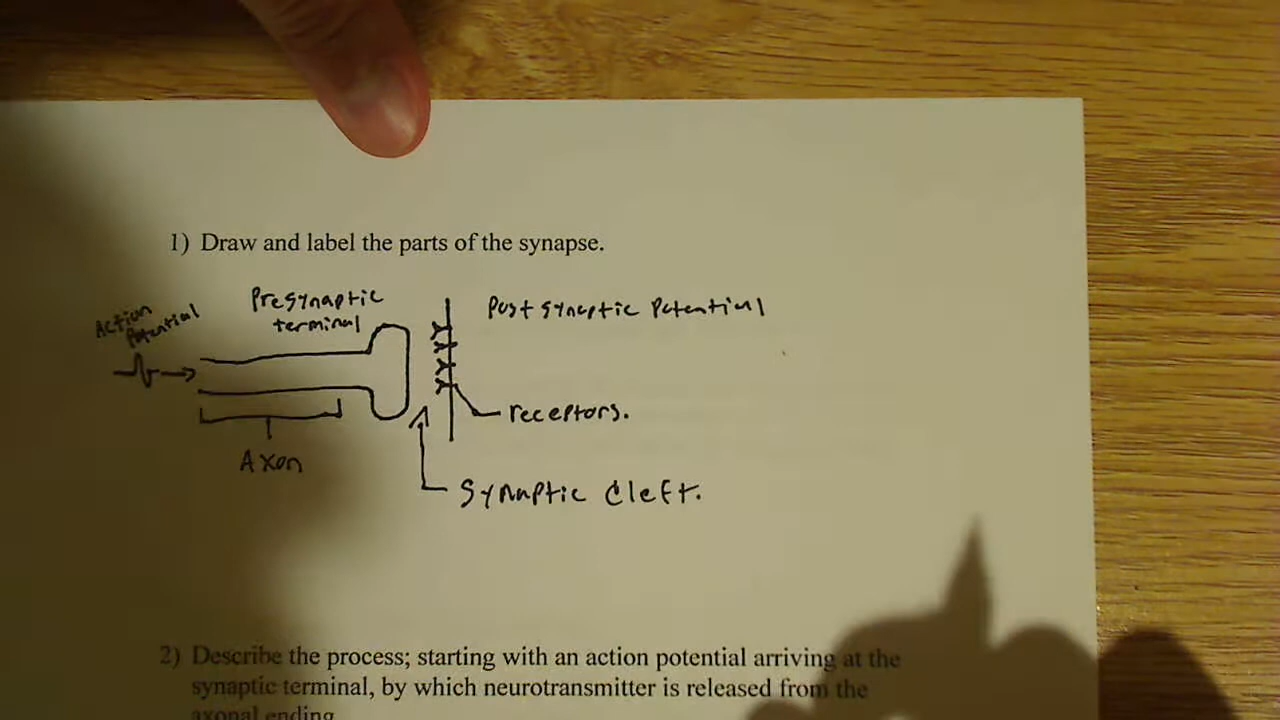 1) Draw and label the parts of the synapse.
Action
Potential
Presynaptic
terminal
Post synaptic Potential
receptors.
Axon
Synaptic Cleft.
2) Describe the process; starting with an action potential arriving at the
synaptic terminal, by which neurotransmitter is released from the
axonal ending